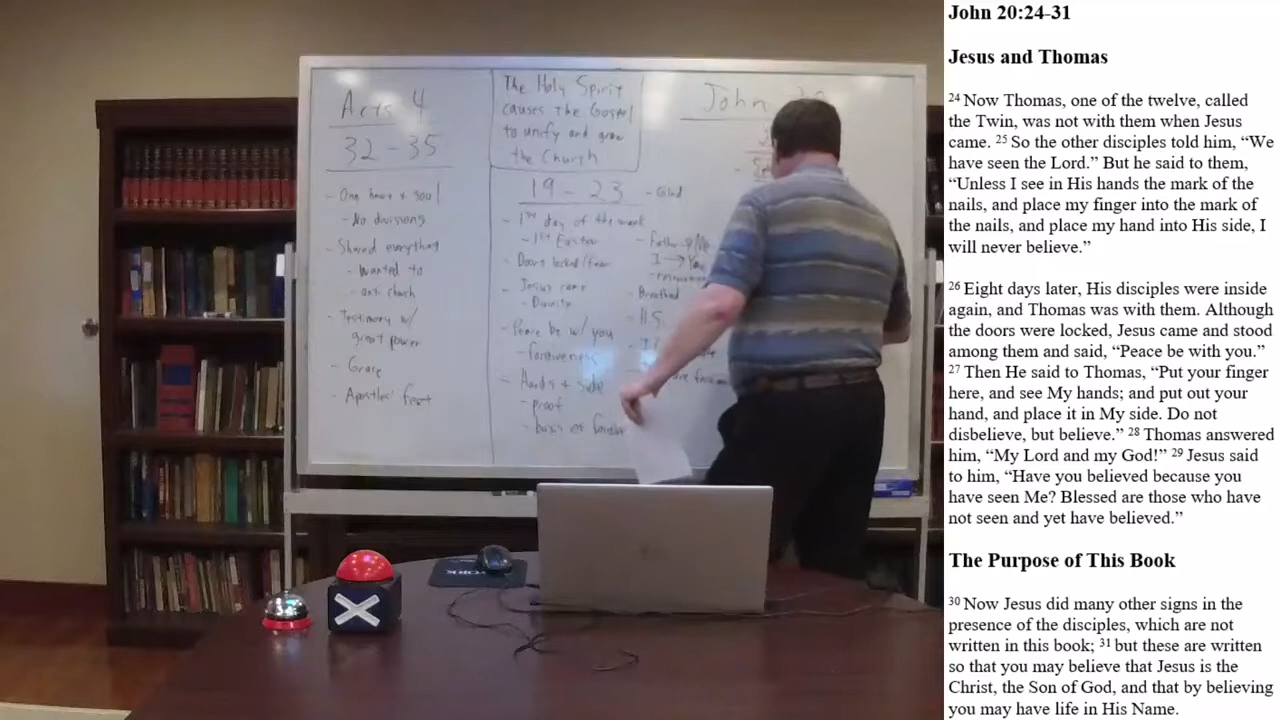 Acts 4
32-35
- One heart + soul
- No divisions
- Shared everything
- Wanted to
- Testimony w/
great power
- Grace
- Apostles' feet
The Holy Spirit
causes the Gospel
to unify and grow
the Church
19-23
- 1st day of the week
- 1st Easter
- Doors locked/fear
- Jesus came
- Divinity
- Peace be w/ you
- forgiveness
- Hands + side
- proof
- basis of
- Glad
- Breathed
- H.S.
John
John 20:24-31
Jesus and Thomas
24 Now Thomas, one of the twelve, called
the Twin, was not with them when Jesus
came. 25 So the other disciples told him, “We
have seen the Lord.” But he said to them,
“Unless I see in His hands the mark of the
nails, and place my finger into the mark of
the nails, and place my hand into His side, I
will never believe.”
26 Eight days later, His disciples were inside
again, and Thomas was with them. Although
the doors were locked, Jesus came and stood
among them and said, “Peace be with you.”
27 Then He said to Thomas, “Put your finger
here, and see My hands; and put out your
hand, and place it in My side. Do not
disbelieve, but believe.” 28 Thomas answered
him, “My Lord and my God!” 29 Jesus said
to him, “Have you believed because you
have seen Me? Blessed are those who have
not seen and yet have believed.”
The Purpose of This Book
30 Now Jesus did many other signs in the
presence of the disciples, which are not
written in this book; 31 but these are written
so that you may believe that Jesus is the
Christ, the Son of God, and that by believing
you may have life in His Name.